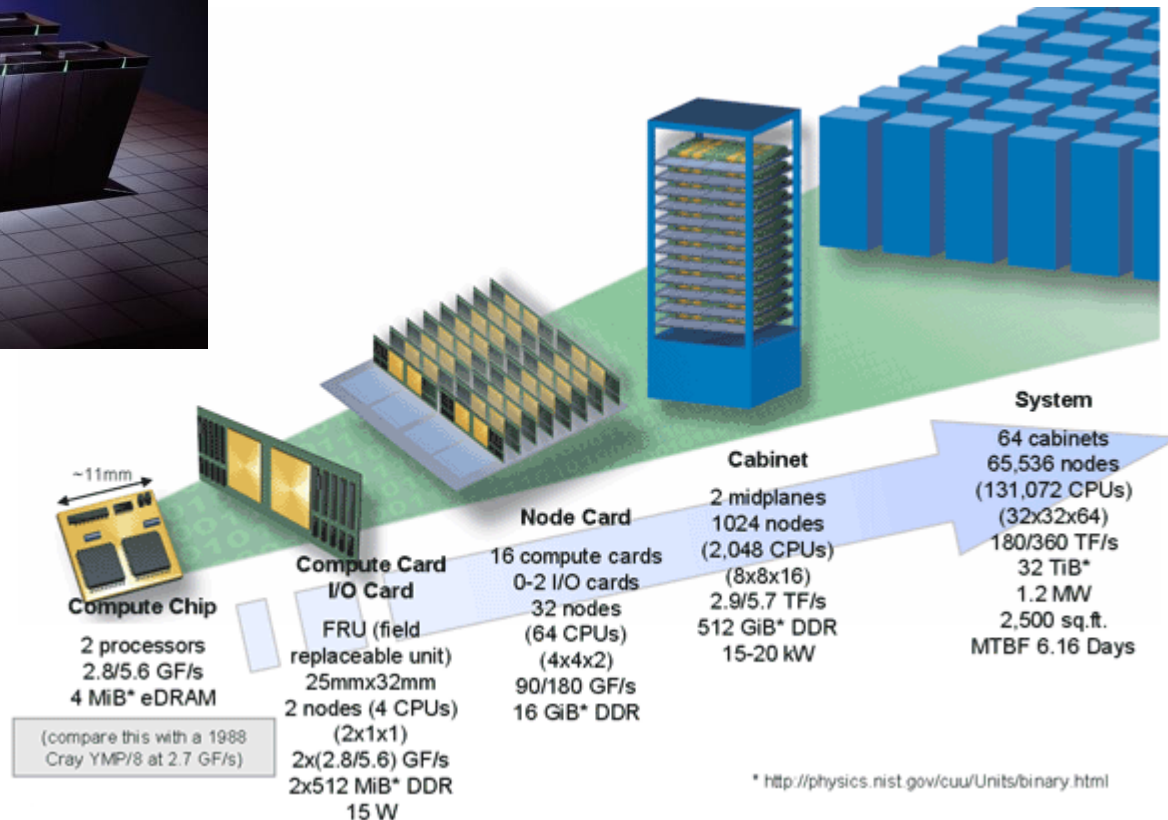 ~11mm
Compute Chip
2 processors
2.8/5.6 GF/s
4 MiB* eDRAM
(compare this with a 1988
Cray YMP/8 at 2.7 GF/s)
Compute Card
I/O Card
FRU (field
replaceable unit)
25mmx32mm
2 nodes (4 CPUs)
(2x1x1)
2x(2.8/5.6) GF/s
2x512 MiB* DDR
15 W
Node Card
16 compute cards
0-2 I/O cards
32 nodes
(64 CPUs)
(4x4x2)
90/180 GF/s
16 GiB* DDR
Cabinet
2 midplanes
1024 nodes
(2,048 CPUs)
(8x8x16)
2.9/5.7 TF/s
512 GiB* DDR
15-20 kW
System
64 cabinets
65,536 nodes
(131,072 CPUs)
(32x32x64)
180/360 TF/s
32 TiB*
1.2 MW
2,500 sq.ft.
MTBF 6.16 Days
* http://physics.nist.gov/cuu/Units/binary.html